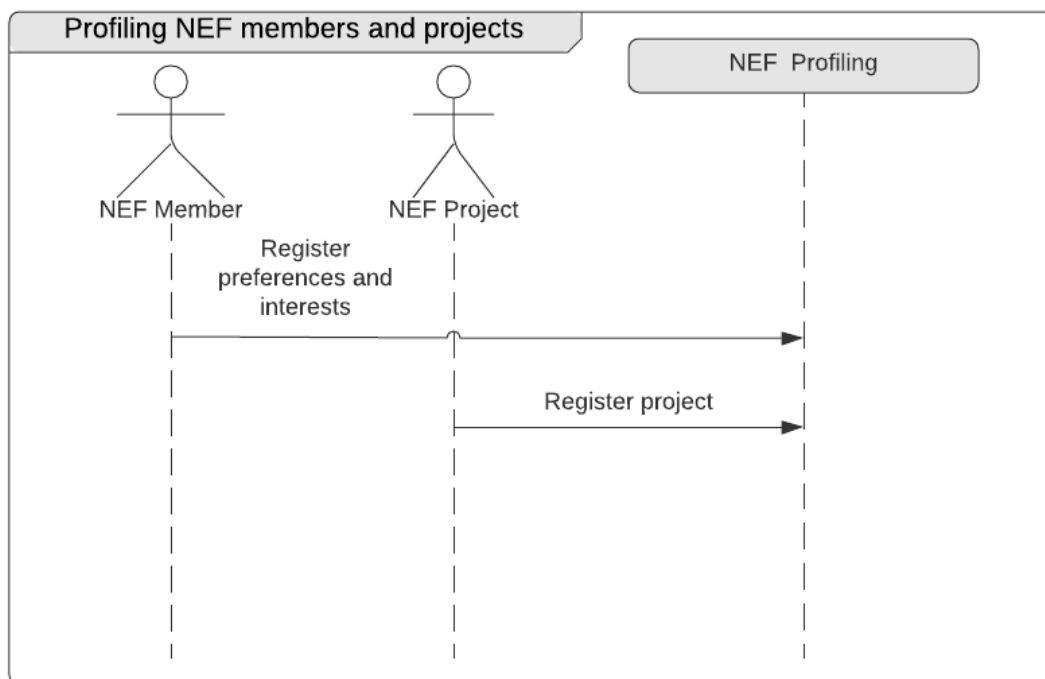 Profiling NEF members and projects
NEF  Profiling
NEF Member
NEF Project
Register
preferences and
interests
Register project